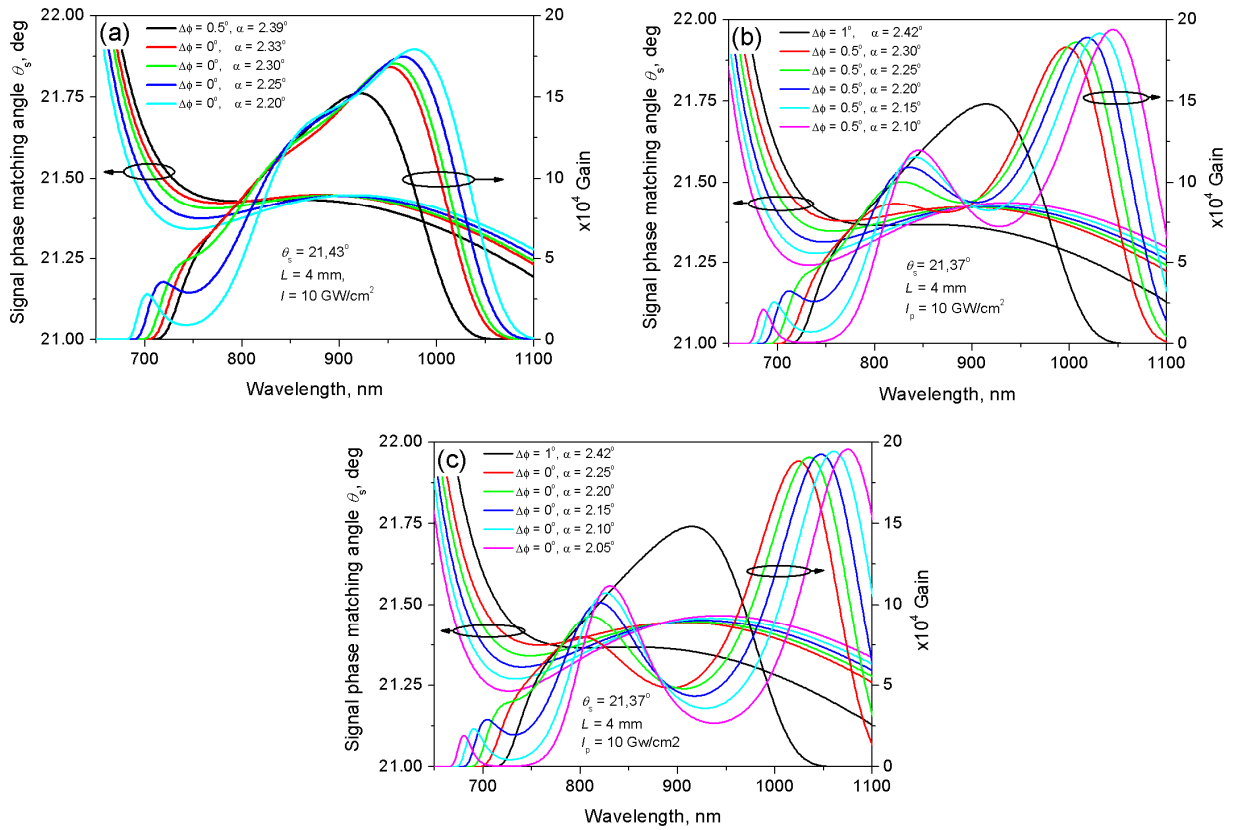 (a)
Δϕ = 0.5°, α = 2.39°
Δϕ = 0°, α = 2.33°
Δϕ = 0°, α = 2.30°
Δϕ = 0°, α = 2.25°
Δϕ = 0°, α = 2.20°
22.00
21.75
21.50
21.25
21.00
Signal phase matching angle θs, deg
20
15
10
5
0
x10⁴ Gain
θs = 21,43°
L = 4 mm,
I = 10 GW/cm²
700 800 900 1000 1100
Wavelength, nm
(b)
Δϕ = 1°, α = 2.42°
Δϕ = 0.5°, α = 2.30°
Δϕ = 0.5°, α = 2.25°
Δϕ = 0.5°, α = 2.20°
Δϕ = 0.5°, α = 2.15°
Δϕ = 0.5°, α = 2.10°
22.00
21.75
21.50
21.25
21.00
Signal phase matching angle θs, deg
20
15
10
5
0
x10⁴ Gain
θs = 21,37°
L = 4 mm
Ip = 10 GW/cm²
700 800 900 1000 1100
Wavelength, nm
(c)
Δϕ = 1°, α = 2.42°
Δϕ = 0°, α = 2.25°
Δϕ = 0°, α = 2.20°
Δϕ = 0°, α = 2.15°
Δϕ = 0°, α = 2.10°
Δϕ = 0°, α = 2.05°
22.00
21.75
21.50
21.25
21.00
Signal phase matching angle θs, deg
20
15
10
5
0
x10⁴ Gain
θs = 21,37°
L = 4 mm
Ip = 10 Gw/cm2
700 800 900 1000 1100
Wavelength, nm